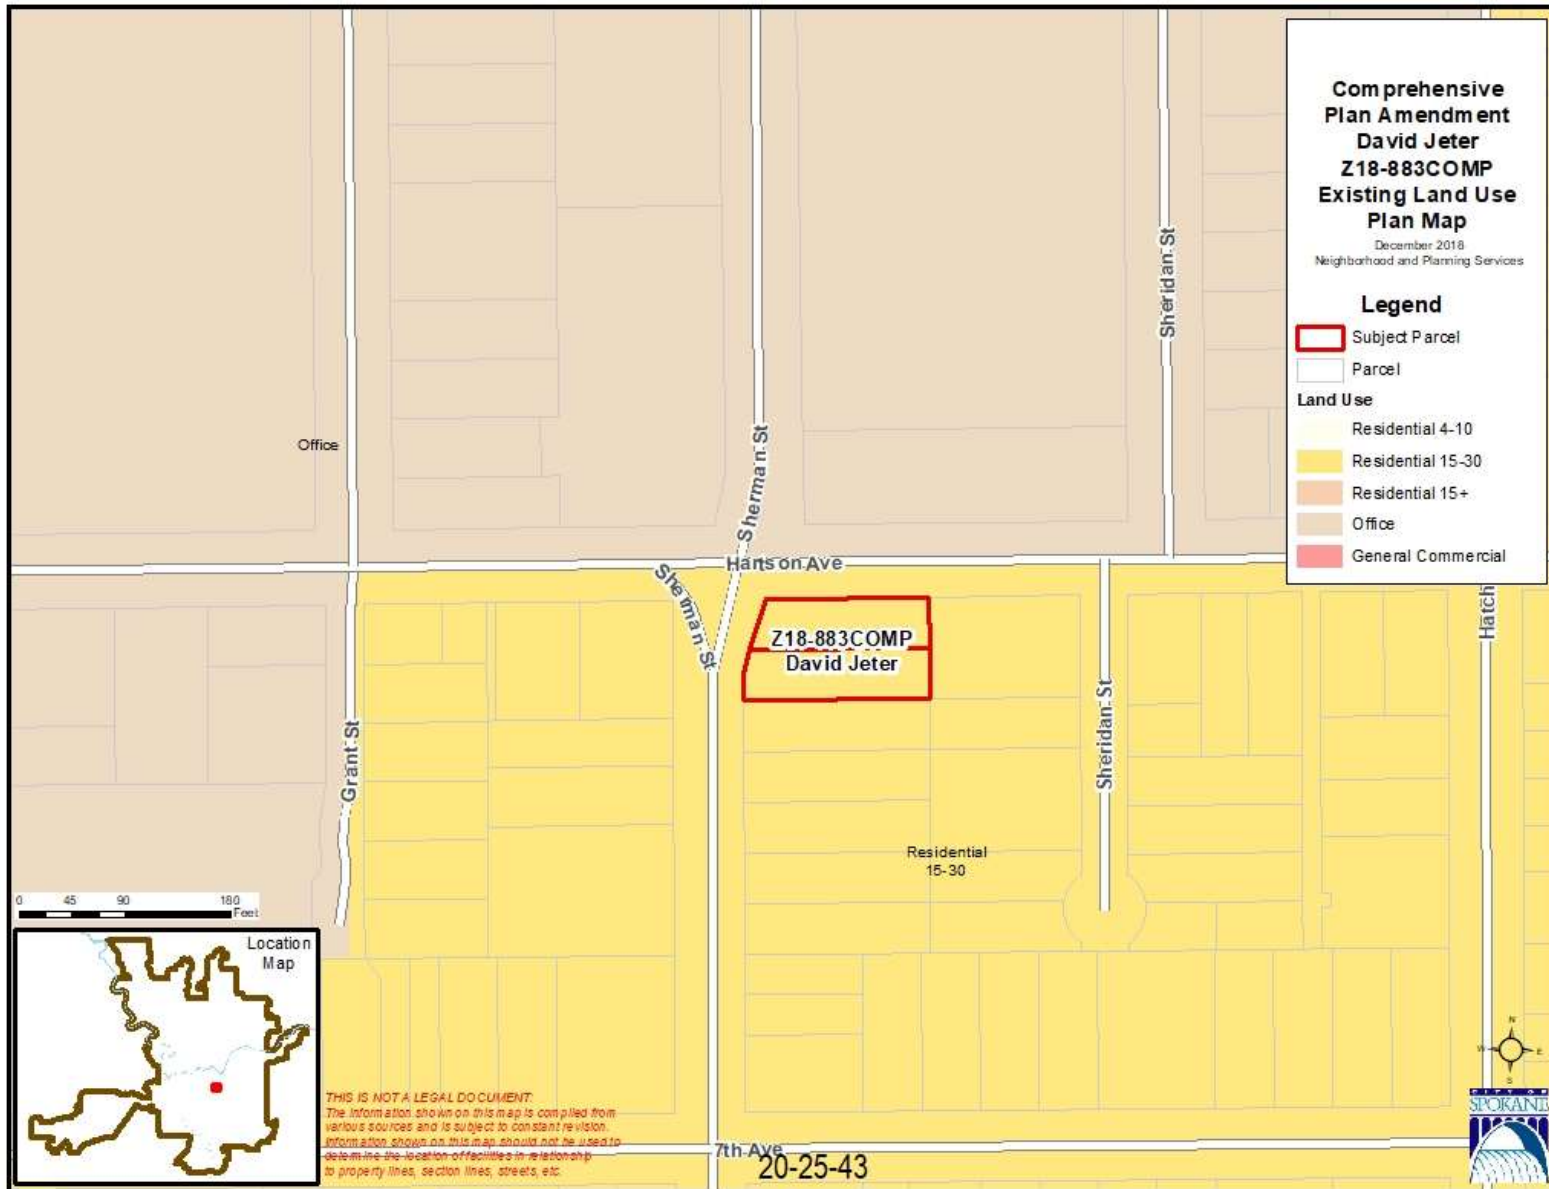 Comprehensive
Plan Amendment
David Jeter
Z18-883COMP
Existing Land Use
Plan Map
December 2018
Neighborhood and Planning Services
Legend
Subject Parcel
Parcel
Land Use
Residential 4-10
Residential 15-30
Residential 15+
Office
General Commercial
Sheridan St
Sherman St
Office
Hartson Ave
Sherman St
Hatch
Z18-883COMP
David Jeter
Grant St
Sheridan St
Residential
15-30
0 45 90 180
Feet
Location
Map
N
W E
S
THIS IS NOT A LEGAL DOCUMENT:
The information shown on this map is compiled from
various sources and is subject to constant revision.
Information shown on this map should not be used to
determine the location of facilities in relationship
to property lines, section lines, streets, etc.
7th Ave
20-25-43
CITY OF
SPOKANE